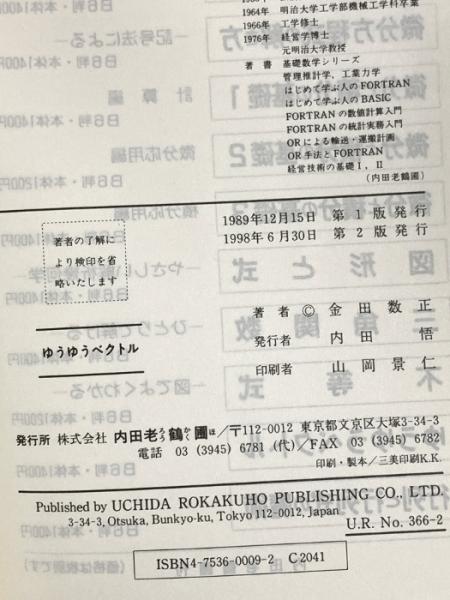 1964年 明治大学工学部機械工学科卒業
1966年 工学修士
1976年 経営学博士
元明治大学教授
著書 基礎数学シリーズ
管理推計学，工業力学
はじめて学ぶ人のFORTRAN
はじめて学ぶ人のBASIC
FORTRANの数値計算入門
FORTRANの統計実務入門
ORによる輸送・運搬計画
OR手法とFORTRAN
経営技術の基礎Ⅰ，Ⅱ
（内田老鶴圃）
1989年12月15日 第1版発行
1998年6月30日 第2版発行
著者の了解に
より検印を省
略いたします
著者 © 金田数正
発行者 内田悟
印刷者 山岡景仁
ゆうゆうベクトル
発行所 株式会社 内田老鶴圃／〒112-0012 東京都文京区大塚3-34-3
電話 03 (3945) 6781 (代)／FAX 03 (3945) 6782
印刷・製本／三美印刷K.K.
Published by UCHIDA ROKAKUHO PUBLISHING CO., LTD.
3-34-3, Otsuka, Bunkyo-ku, Tokyo 112-0012, Japan
U.R. No. 366-2
ISBN4-7536-0009-2 C2041